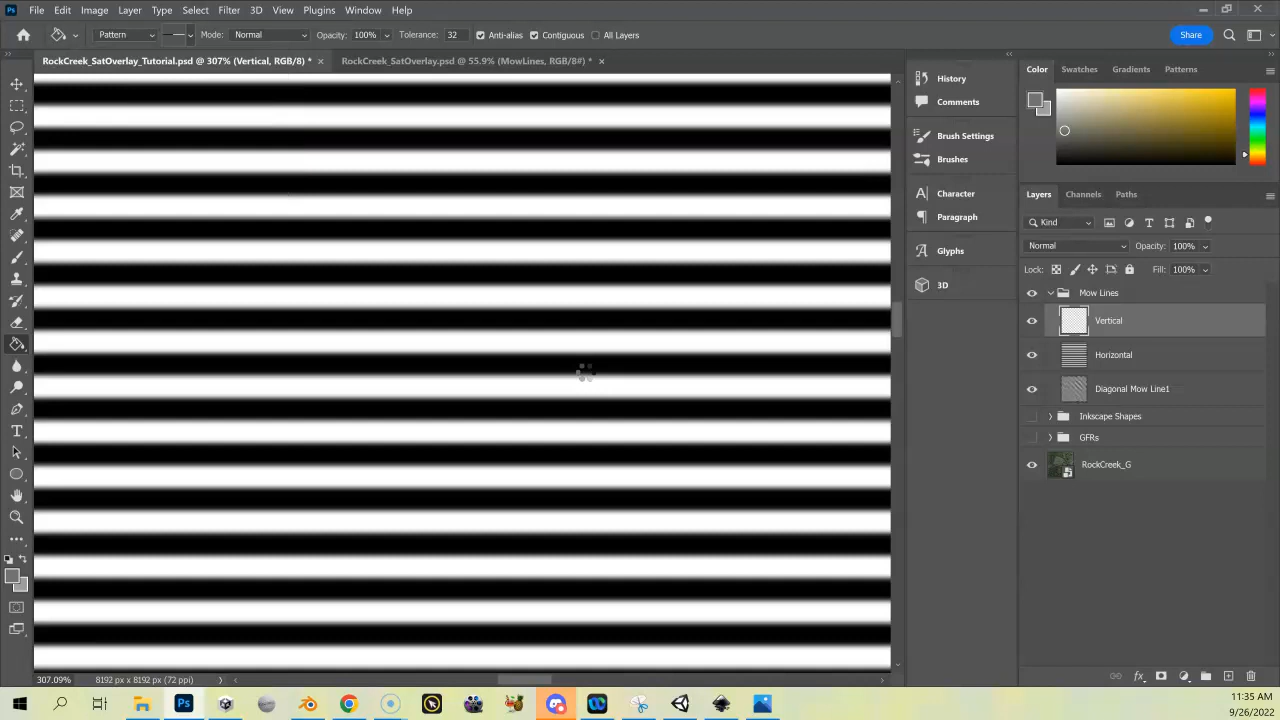 Ps File Edit Image Layer Type Select Filter 3D View Plugins Window Help
Pattern Mode: Normal Opacity: 100% Tolerance: 32 Anti-alias Contiguous All Layers Share
RockCreek_SatOverlay_Tutorial.psd @ 307% (Vertical, RGB/8) * RockCreek_SatOverlay.psd @ 55.9% (MowLines, RGB/8#) *
History
Comments
Brush Settings
Brushes
Character
Paragraph
Glyphs
3D
Color Swatches Gradients Patterns
Layers Channels Paths
Kind
Normal Opacity: 100%
Lock: Fill: 100%
Mow Lines
Vertical
Horizontal
Diagonal Mow Line1
Inkscape Shapes
GFRs
RockCreek_G
307.09% 8192 px x 8192 px (72 ppi)
Ps
11:35 AM
9/26/2022